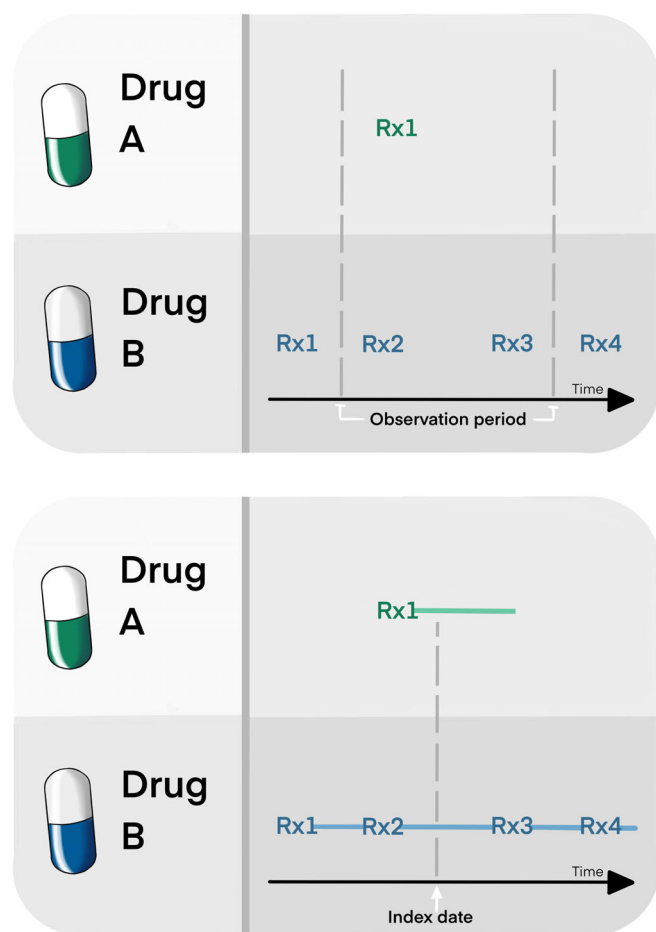 Drug
A
Rx1
Drug
B
Rx1 Rx2 Rx3 Rx4
Time
Observation period
Drug
A
Rx1
Drug
B
Rx1 Rx2 Rx3 Rx4
Time
Index date